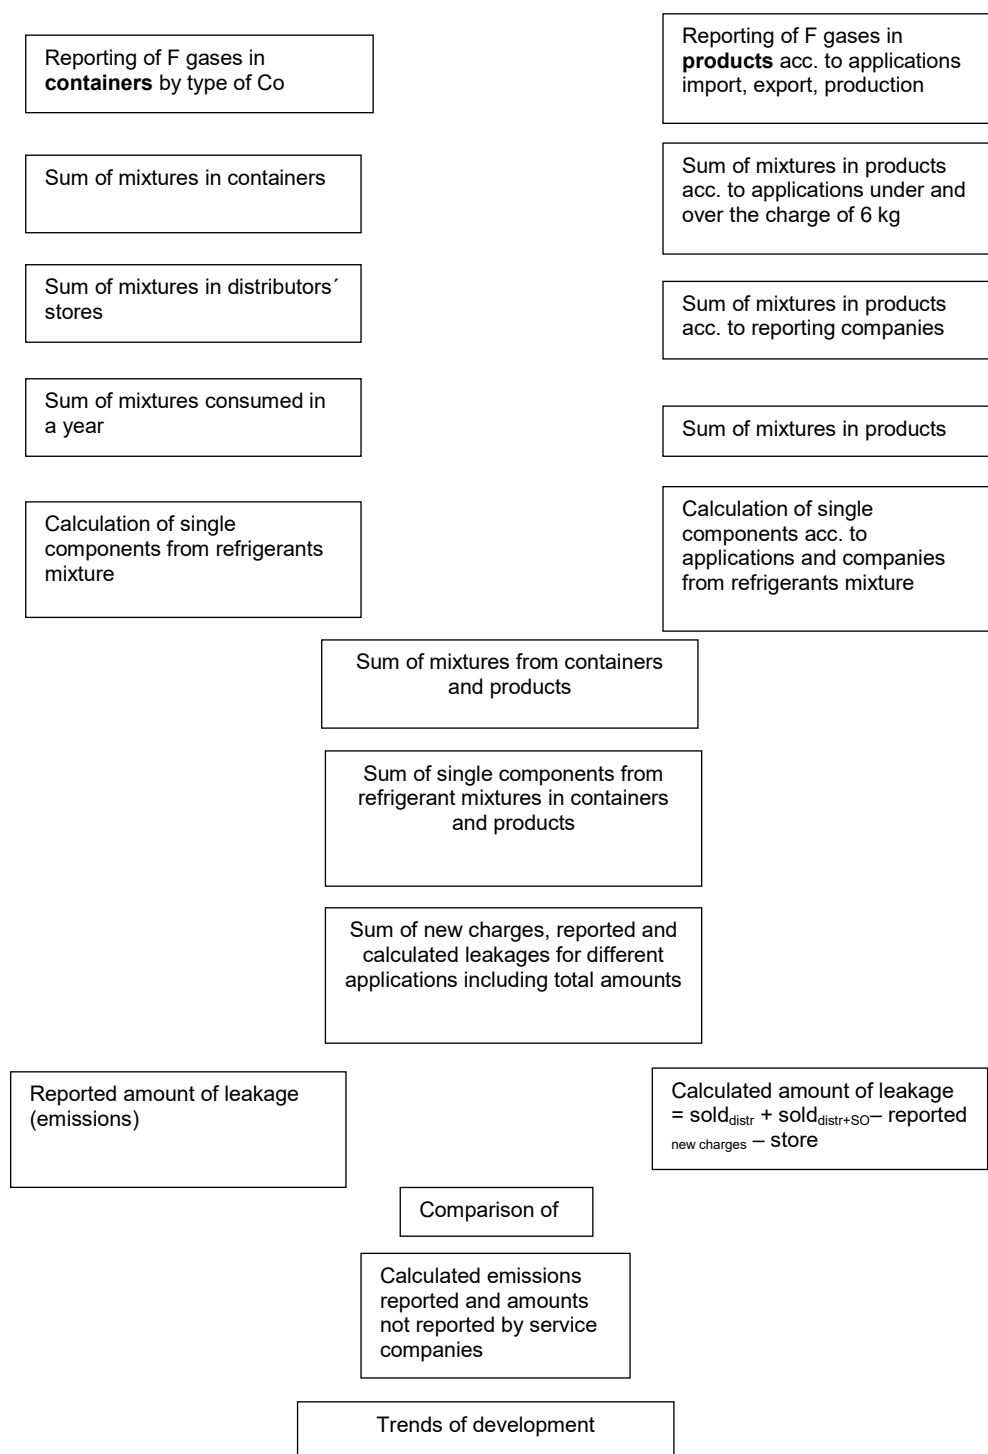 Reporting of F gases in
containers by type of Co
Reporting of F gases in
products acc. to applications
import, export, production
Sum of mixtures in containers
Sum of mixtures in products
acc. to applications under and
over the charge of 6 kg
Sum of mixtures in distributors´
stores
Sum of mixtures in products
acc. to reporting companies
Sum of mixtures consumed in
a year
Sum of mixtures in products
Calculation of single
components from refrigerants
mixture
Calculation of single
components acc. to
applications and companies
from refrigerants mixture
Sum of mixtures from containers
and products
Sum of single components from
refrigerant mixtures in containers
and products
Sum of new charges, reported and
calculated leakages for different
applications including total amounts
Reported amount of leakage
(emissions)
Calculated amount of leakage
= sold distr + sold distr+SO – reported
new charges – store
Comparison of
Calculated emissions
reported and amounts
not reported by service
companies
Trends of development